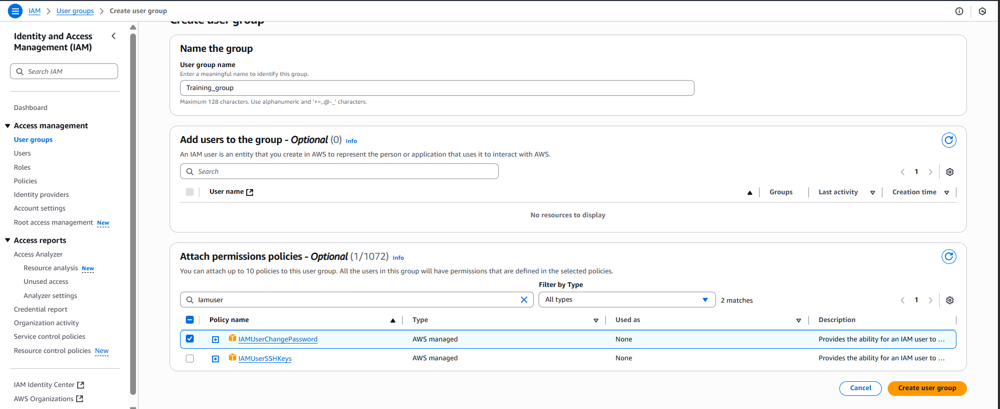 IAM > User groups > Create user group
Identity and Access
Management (IAM)
Search IAM
Dashboard
Access management
User groups
Users
Roles
Policies
Identity providers
Account settings
Root access management New
Access reports
Access Analyzer
Resource analysis New
Unused access
Analyzer settings
Credential report
Organization activity
Service control policies
Resource control policies New
IAM Identity Center
AWS Organizations
Create user group
Name the group
User group name
Enter a meaningful name to identify this group.
Training_group
Maximum 128 characters. Use alphanumeric and '+=,.@-_' characters.
Add users to the group - Optional (0) Info
An IAM user is an entity that you create in AWS to represent the person or application that uses it to interact with AWS.
Search
1
User name Groups Last activity Creation time
No resources to display
Attach permissions policies - Optional (1/1072) Info
You can attach up to 10 policies to this user group. All the users in this group will have permissions that are defined in the selected policies.
Filter by Type
Iamuser All types 2 matches 1
Policy name Type Used as Description
IAMUserChangePassword AWS managed None Provides the ability for an IAM user to ...
IAMUserSSHKeys AWS managed None Provides the ability for an IAM user to ...
Cancel Create user group